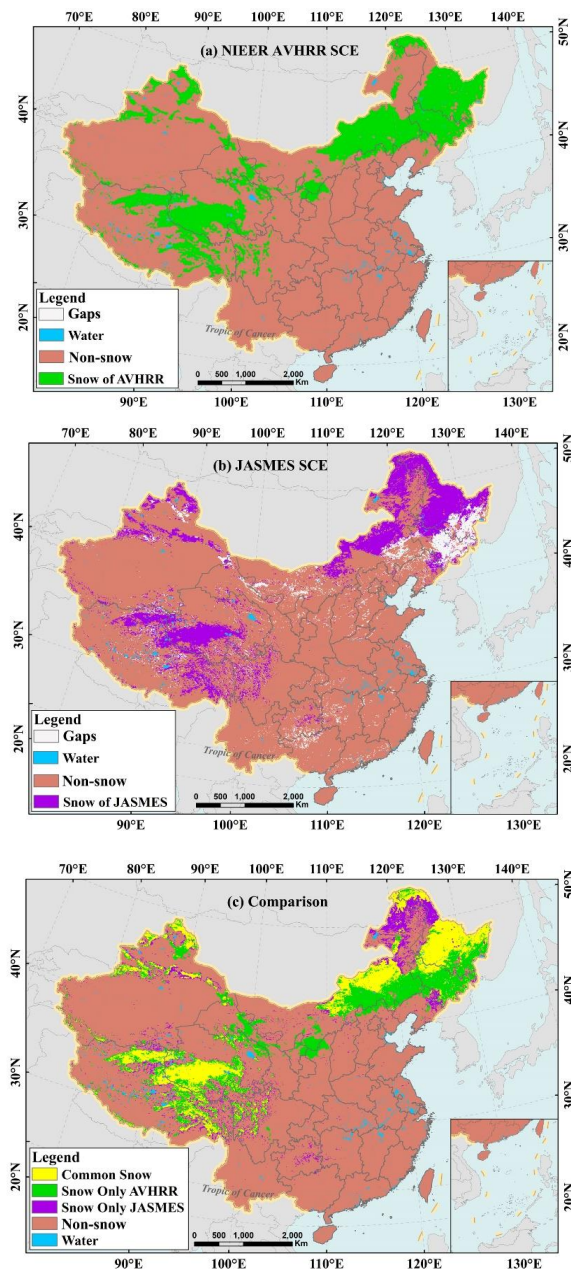 70°E 80°E 90°E 100°E 110°E 120°E 130°E 140°E
(a) NIEER AVHRR SCE
50°N
40°N
40°N
30°N
30°N
20°N
20°N
Legend
Gaps
Water
Non-snow
Snow of AVHRR
Tropic of Cancer
0 500 1,000 2,000
Km
90°E 100°E 110°E 120°E 130°E
70°E 80°E 90°E 100°E 110°E 120°E 130°E 140°E
(b) JASMES SCE
50°N
40°N
40°N
30°N
30°N
20°N
20°N
Legend
Gaps
Water
Non-snow
Snow of JASMES
Tropic of Cancer
0 500 1,000 2,000
Km
90°E 100°E 110°E 120°E 130°E
70°E 80°E 90°E 100°E 110°E 120°E 130°E 140°E
(c) Comparison
50°N
40°N
40°N
30°N
30°N
20°N
20°N
Legend
Common Snow
Snow Only AVHRR
Snow Only JASMES
Non-snow
Water
Tropic of Cancer
0 500 1,000 2,000
Km
90°E 100°E 110°E 120°E 130°E